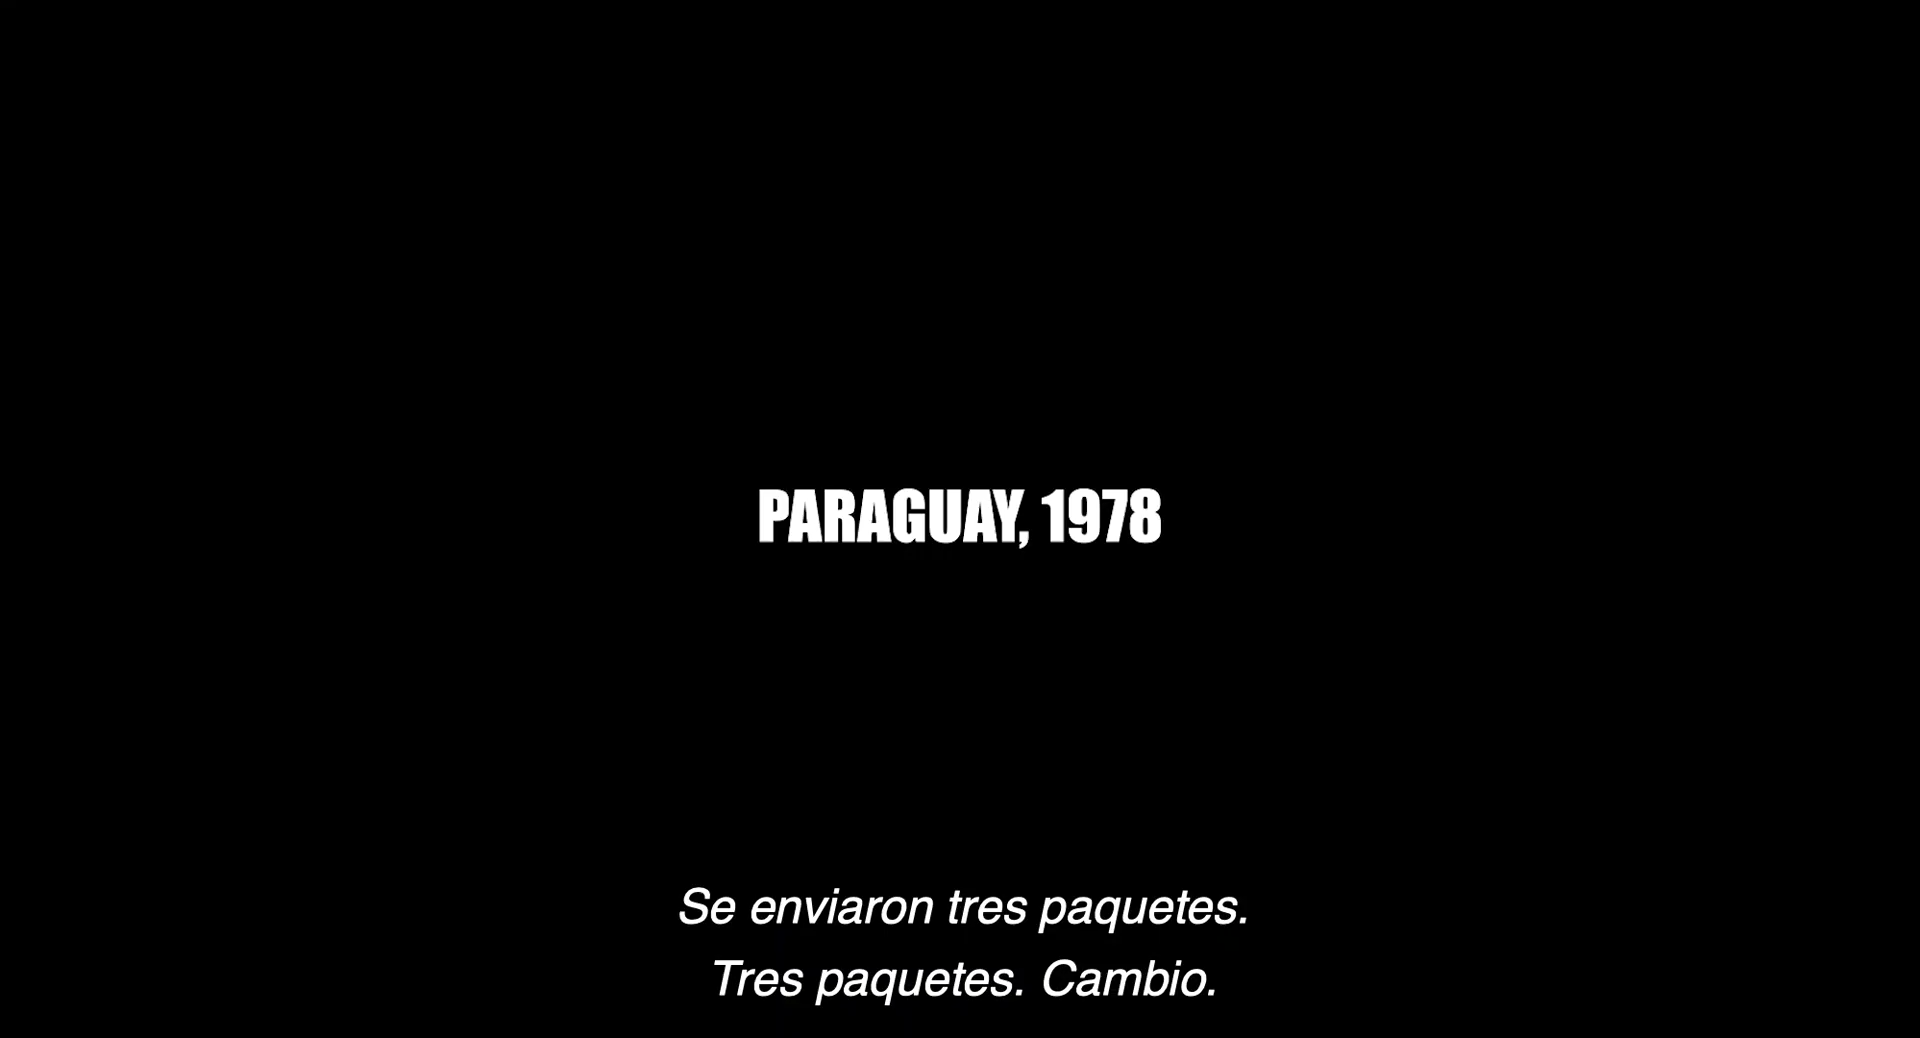 PARAGUAY, 1978
Se enviaron tres paquetes.
Tres paquetes. Cambio.